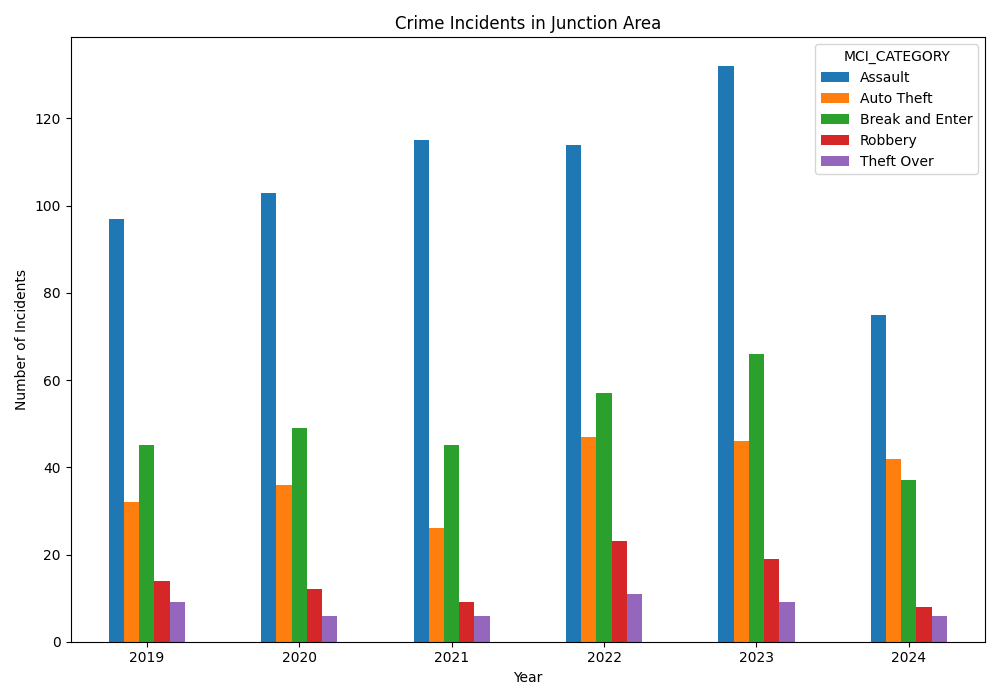 Crime Incidents in Junction Area
MCI_CATEGORY
Assault
Auto Theft
Break and Enter
Robbery
Theft Over
Number of Incidents
120
100
80
60
40
20
0
2019 2020 2021 2022 2023 2024
Year